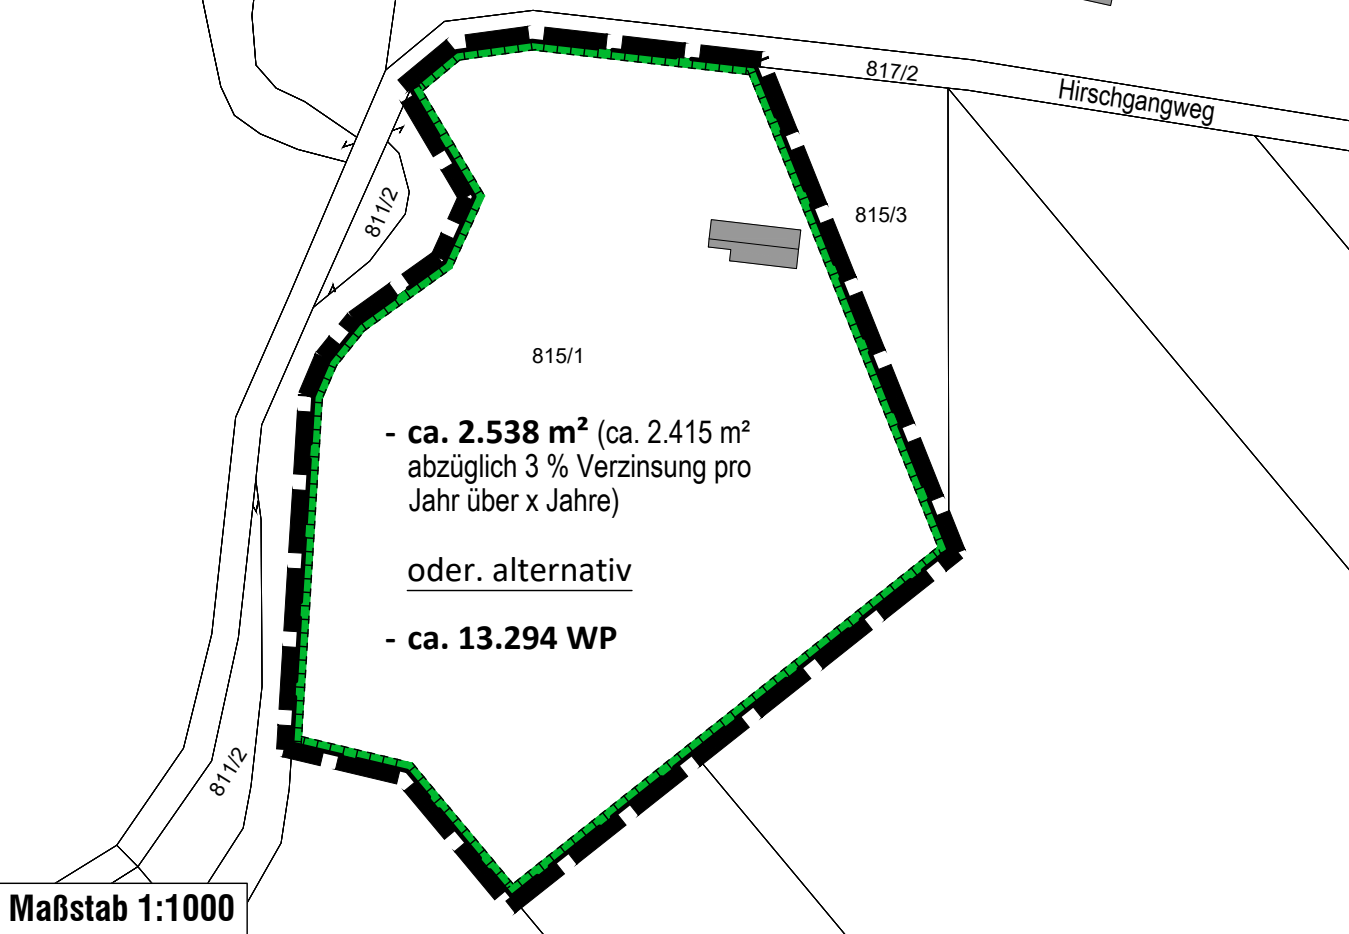 817/2
Hirschgangweg
811/2
815/3
815/1
- ca. 2.538 m² (ca. 2.415 m²
abzüglich 3 % Verzinsung pro
Jahr über x Jahre)
oder. alternativ
- ca. 13.294 WP
811/2
Maßstab 1:1000